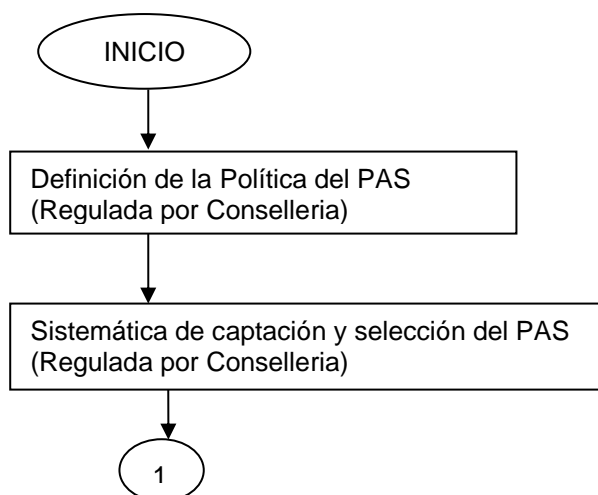 INICIO
Definición de la Política del PAS
(Regulada por Conselleria)
Sistemática de captación y selección del PAS
(Regulada por Conselleria)
1